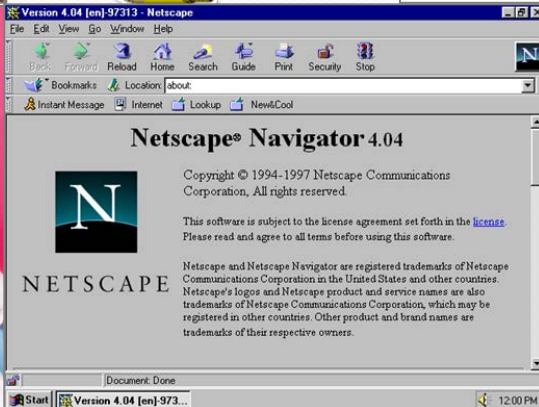 Version 4.04 [en]-97313 - Netscape
File Edit View Go Window Help
Back Forward Reload Home Search Guide Print Security Stop
N
Bookmarks Location: about:
Instant Message Internet Lookup New&Cool
Netscape® Navigator 4.04
Copyright © 1994-1997 Netscape Communications
Corporation, All rights reserved.
N
NETSCAPE
This software is subject to the license agreement set forth in the license.
Please read and agree to all terms before using this software.
Netscape and Netscape Navigator are registered trademarks of Netscape
Communications Corporation in the United States and other countries.
Netscape's logos and Netscape product and service names are also
trademarks of Netscape Communications Corporation, which may be
registered in other countries. Other product and brand names are
trademarks of their respective owners.
Document: Done
Start Version 4.04 [en]-973... 12:00 PM